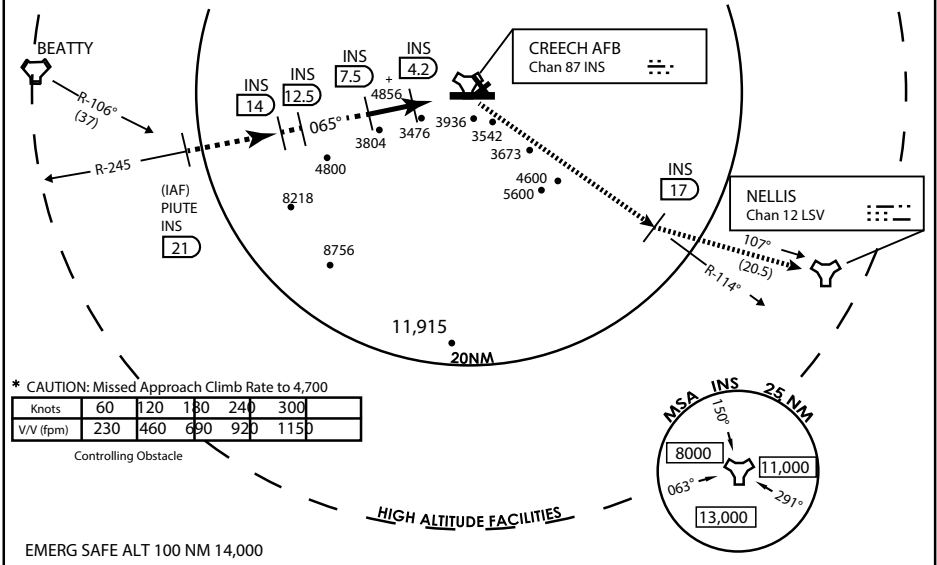 BEATTY
R-106°
(37)
R-245
(IAF)
PIUTE
INS
21
INS
14
INS
12.5
INS
7.5
+
4856
INS
4.2
065°
3804
3476
3936
3542
3673
4600
5600
4800
8218
8756
11,915
20NM
CREECH AFB
Chan 87 INS
INS
17
NELLIS
Chan 12 LSV
107°
(20.5)
R-114°
* CAUTION: Missed Approach Climb Rate to 4,700
Knots 60 120 180 240 300
V/V (fpm) 230 460 690 920 1150
Controlling Obstacle
MSA INS 25 NM
150°
8000
11,000
063°
291°
13,000
HIGH ALTITUDE FACILITIES
EMERG SAFE ALT 100 NM 14,000